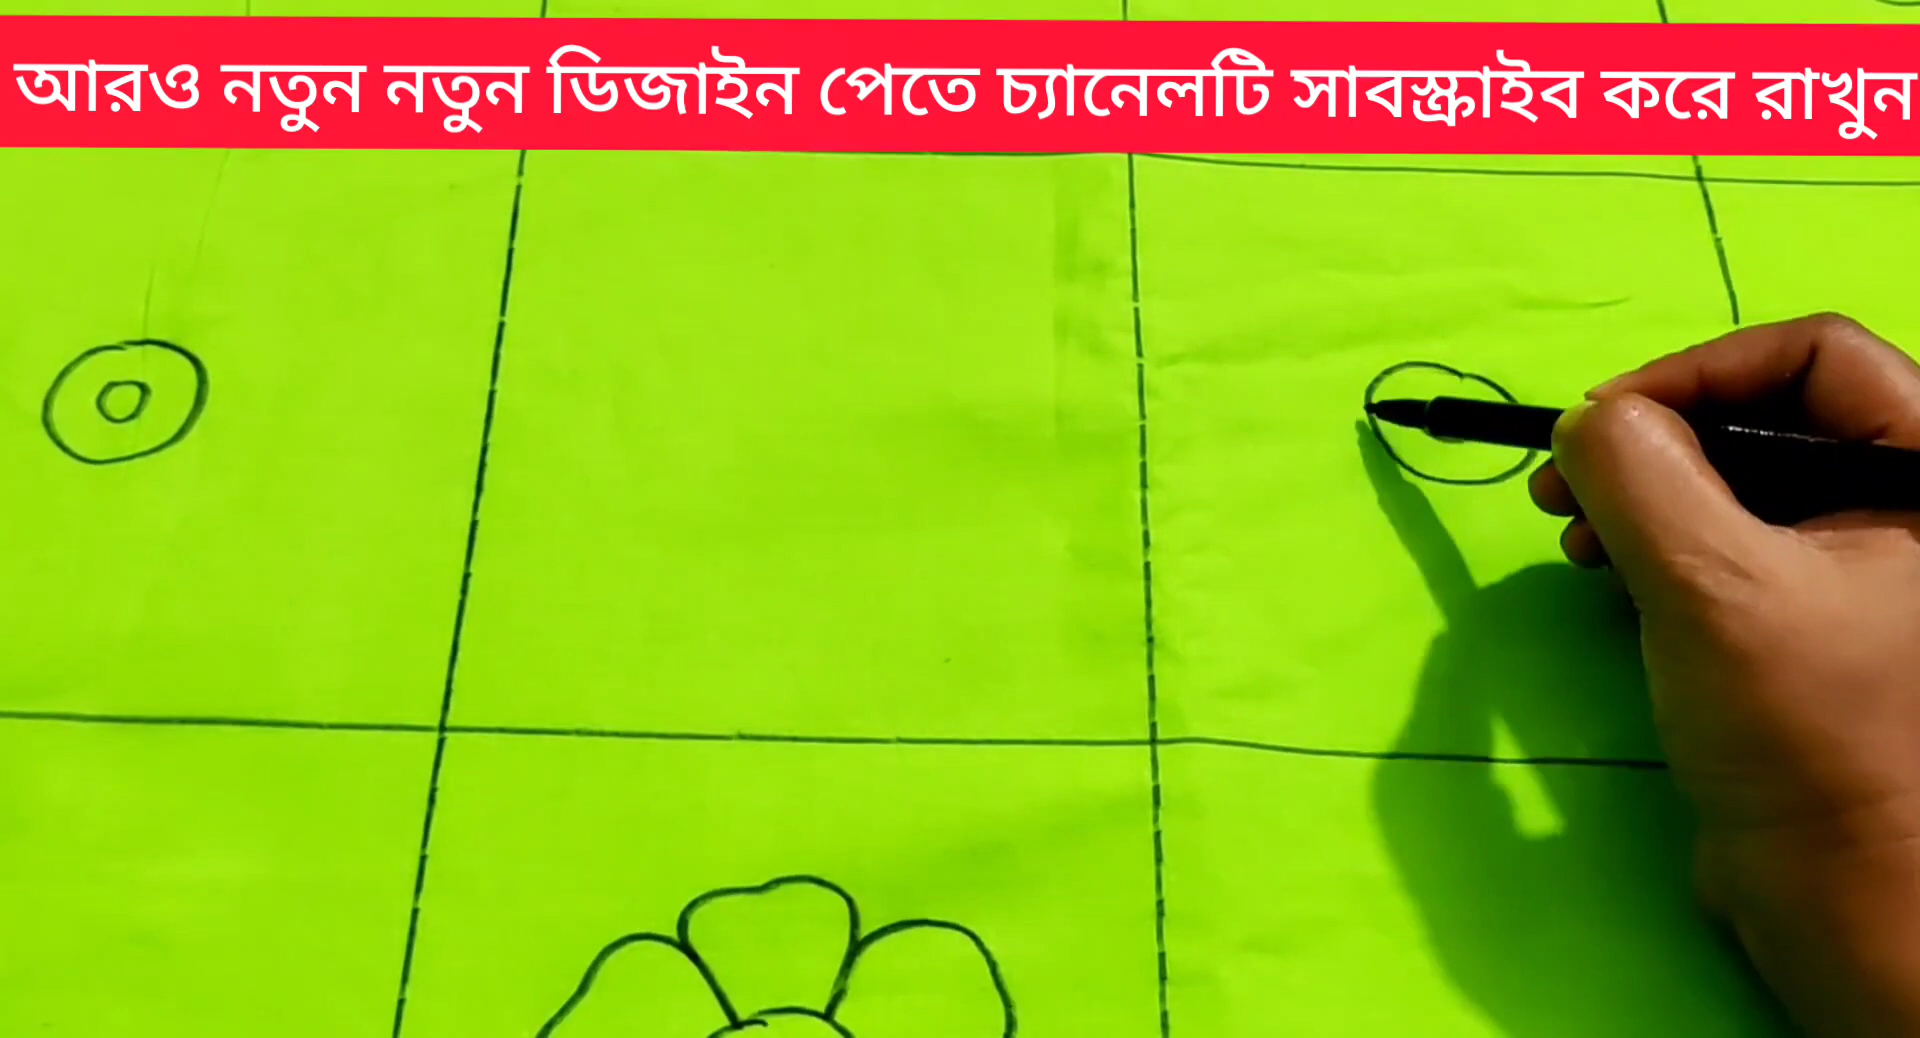 আরও নতুন নতুন ডিজাইন পেতে চ্যানেলটি সাবস্ক্রাইব করে রাখুন